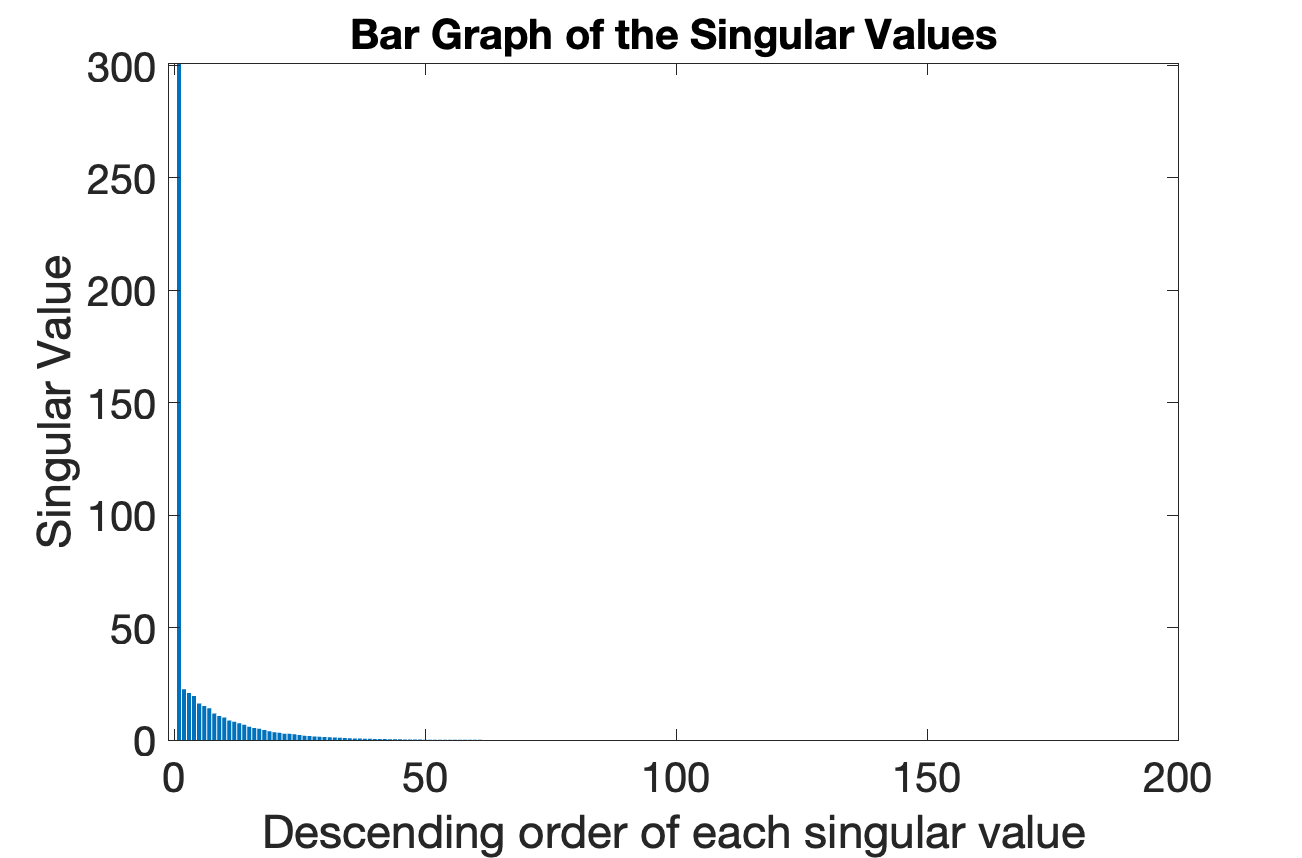 Bar Graph of the Singular Values
300
250
200
150
100
50
0
Singular Value
0 50 100 150 200
Descending order of each singular value